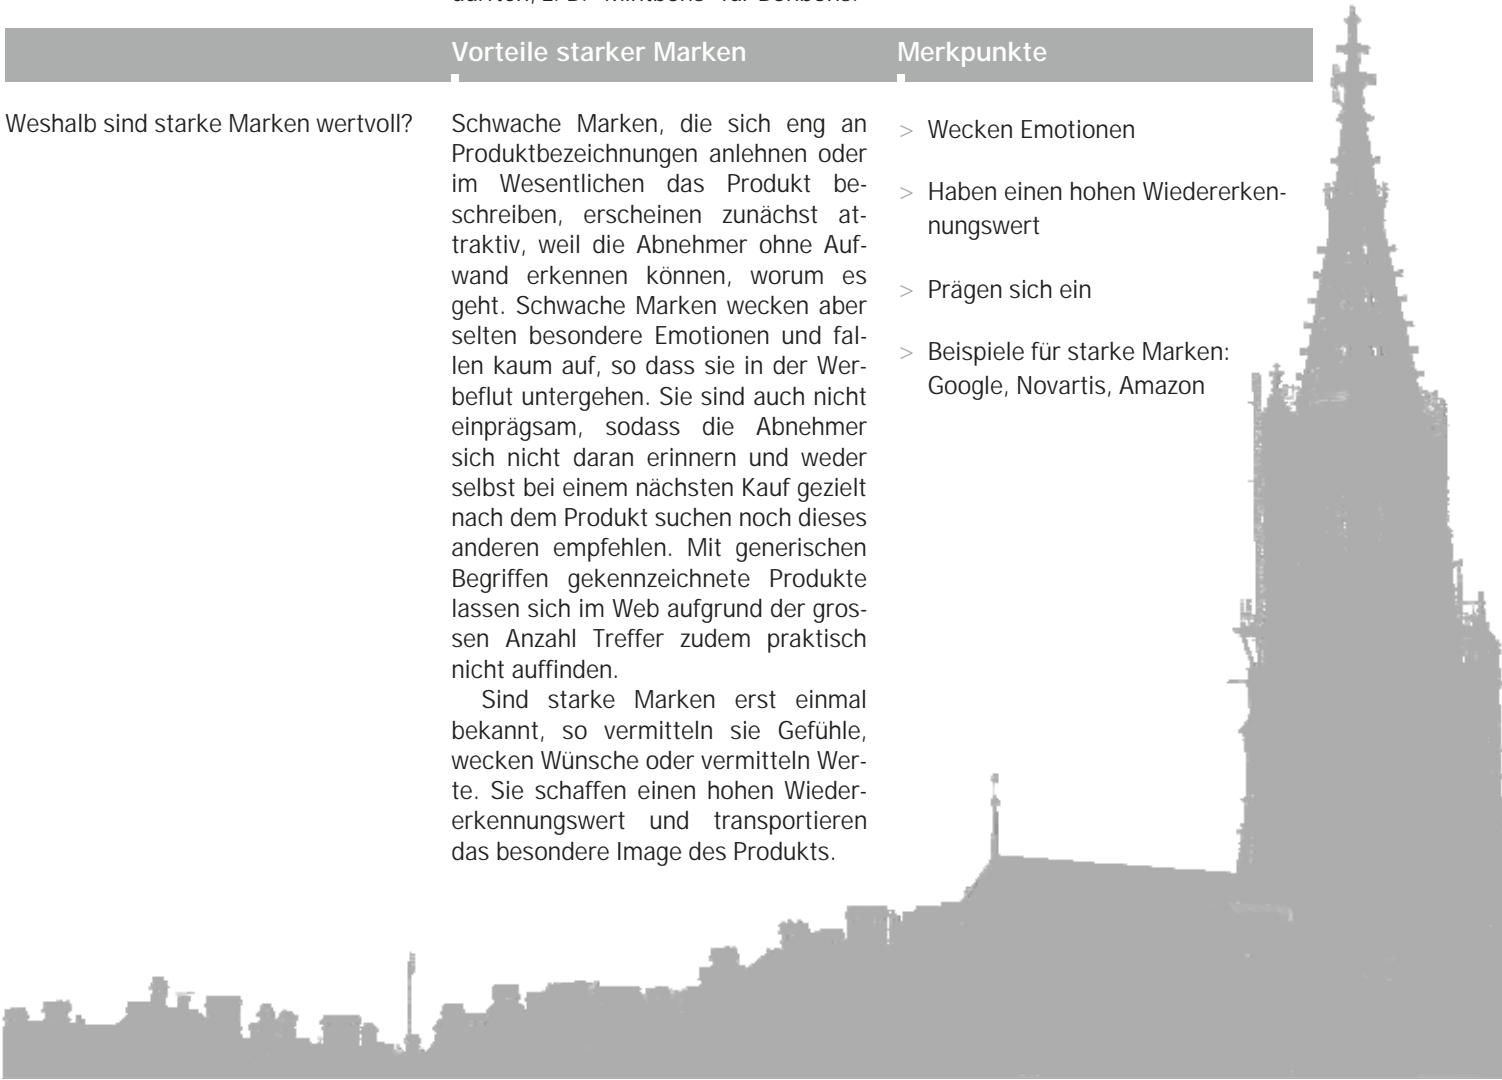 Vorteile starker Marken
Merkpunkte
Weshalb sind starke Marken wertvoll?
Schwache Marken, die sich eng an
Produktbezeichnungen anlehnen oder
im Wesentlichen das Produkt be-
schreiben, erscheinen zunächst at-
traktiv, weil die Abnehmer ohne Auf-
wand erkennen können, worum es
geht. Schwache Marken wecken aber
selten besondere Emotionen und fal-
len kaum auf, so dass sie in der Wer-
beflut untergehen. Sie sind auch nicht
einprägsam, sodass die Abnehmer
sich nicht daran erinnern und weder
selbst bei einem nächsten Kauf gezielt
nach dem Produkt suchen noch dieses
anderen empfehlen. Mit generischen
Begriffen gekennzeichnete Produkte
lassen sich im Web aufgrund der gros-
sen Anzahl Treffer zudem praktisch
nicht auffinden.
Sind starke Marken erst einmal
bekannt, so vermitteln sie Gefühle,
wecken Wünsche oder vermitteln Wer-
te. Sie schaffen einen hohen Wieder-
erkennungswert und transportieren
das besondere Image des Produkts.
> Wecken Emotionen
> Haben einen hohen Wiedererken-
nungswert
> Prägen sich ein
> Beispiele für starke Marken:
Google, Novartis, Amazon